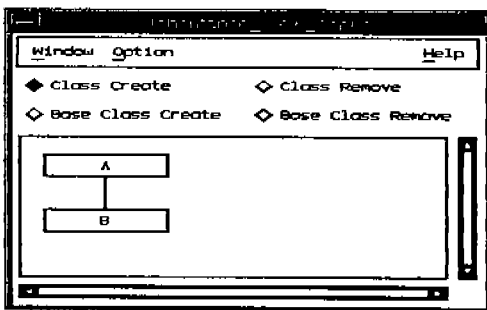 Window Option Help
Class Create Class Remove
Base Class Create Base Class Remove
A
B